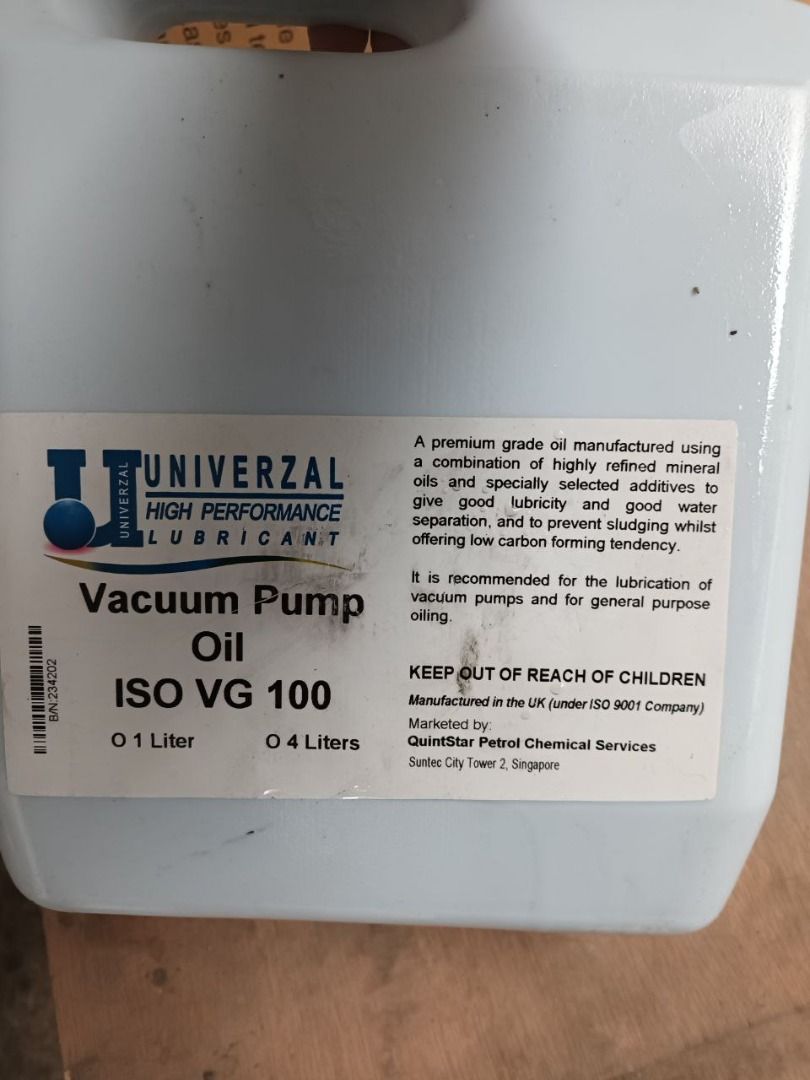 UNIVERZAL
UNIVERZAL
HIGH PERFORMANCE
LUBRICANT
Vacuum Pump
Oil
ISO VG 100
O 1 Liter O 4 Liters
B/N:234202
A premium grade oil manufactured using
a combination of highly refined mineral
oils and specially selected additives to
give good lubricity and good water
separation, and to prevent sludging whilst
offering low carbon forming tendency.
It is recommended for the lubrication of
vacuum pumps and for general purpose
oiling.
KEEP OUT OF REACH OF CHILDREN
Manufactured in the UK (under ISO 9001 Company)
Marketed by:
QuintStar Petrol Chemical Services
Suntec City Tower 2, Singapore